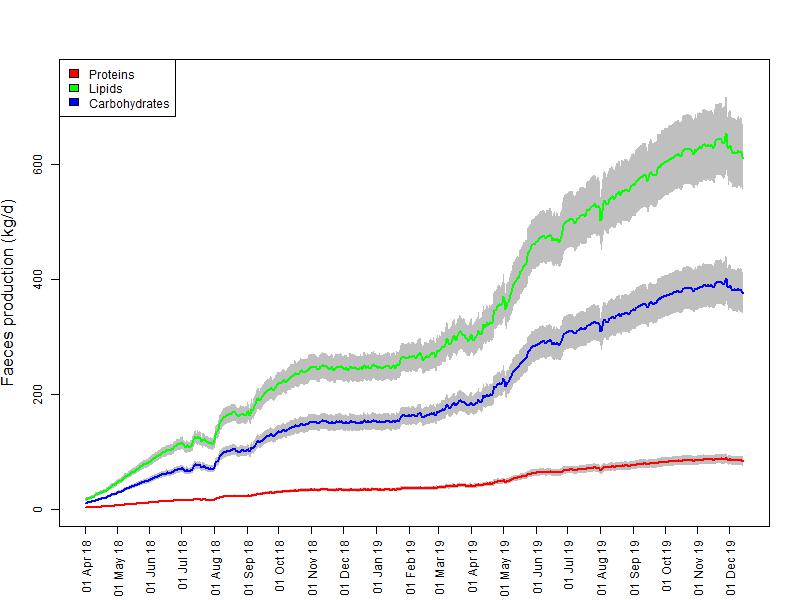 Proteins
Lipids
Carbohydrates
Faeces production (kg/d)
600
400
200
0
01 Apr 18
01 May 18
01 Jun 18
01 Jul 18
01 Aug 18
01 Sep 18
01 Oct 18
01 Nov 18
01 Dec 18
01 Jan 19
01 Feb 19
01 Mar 19
01 Apr 19
01 May 19
01 Jun 19
01 Jul 19
01 Aug 19
01 Sep 19
01 Oct 19
01 Nov 19
01 Dec 19